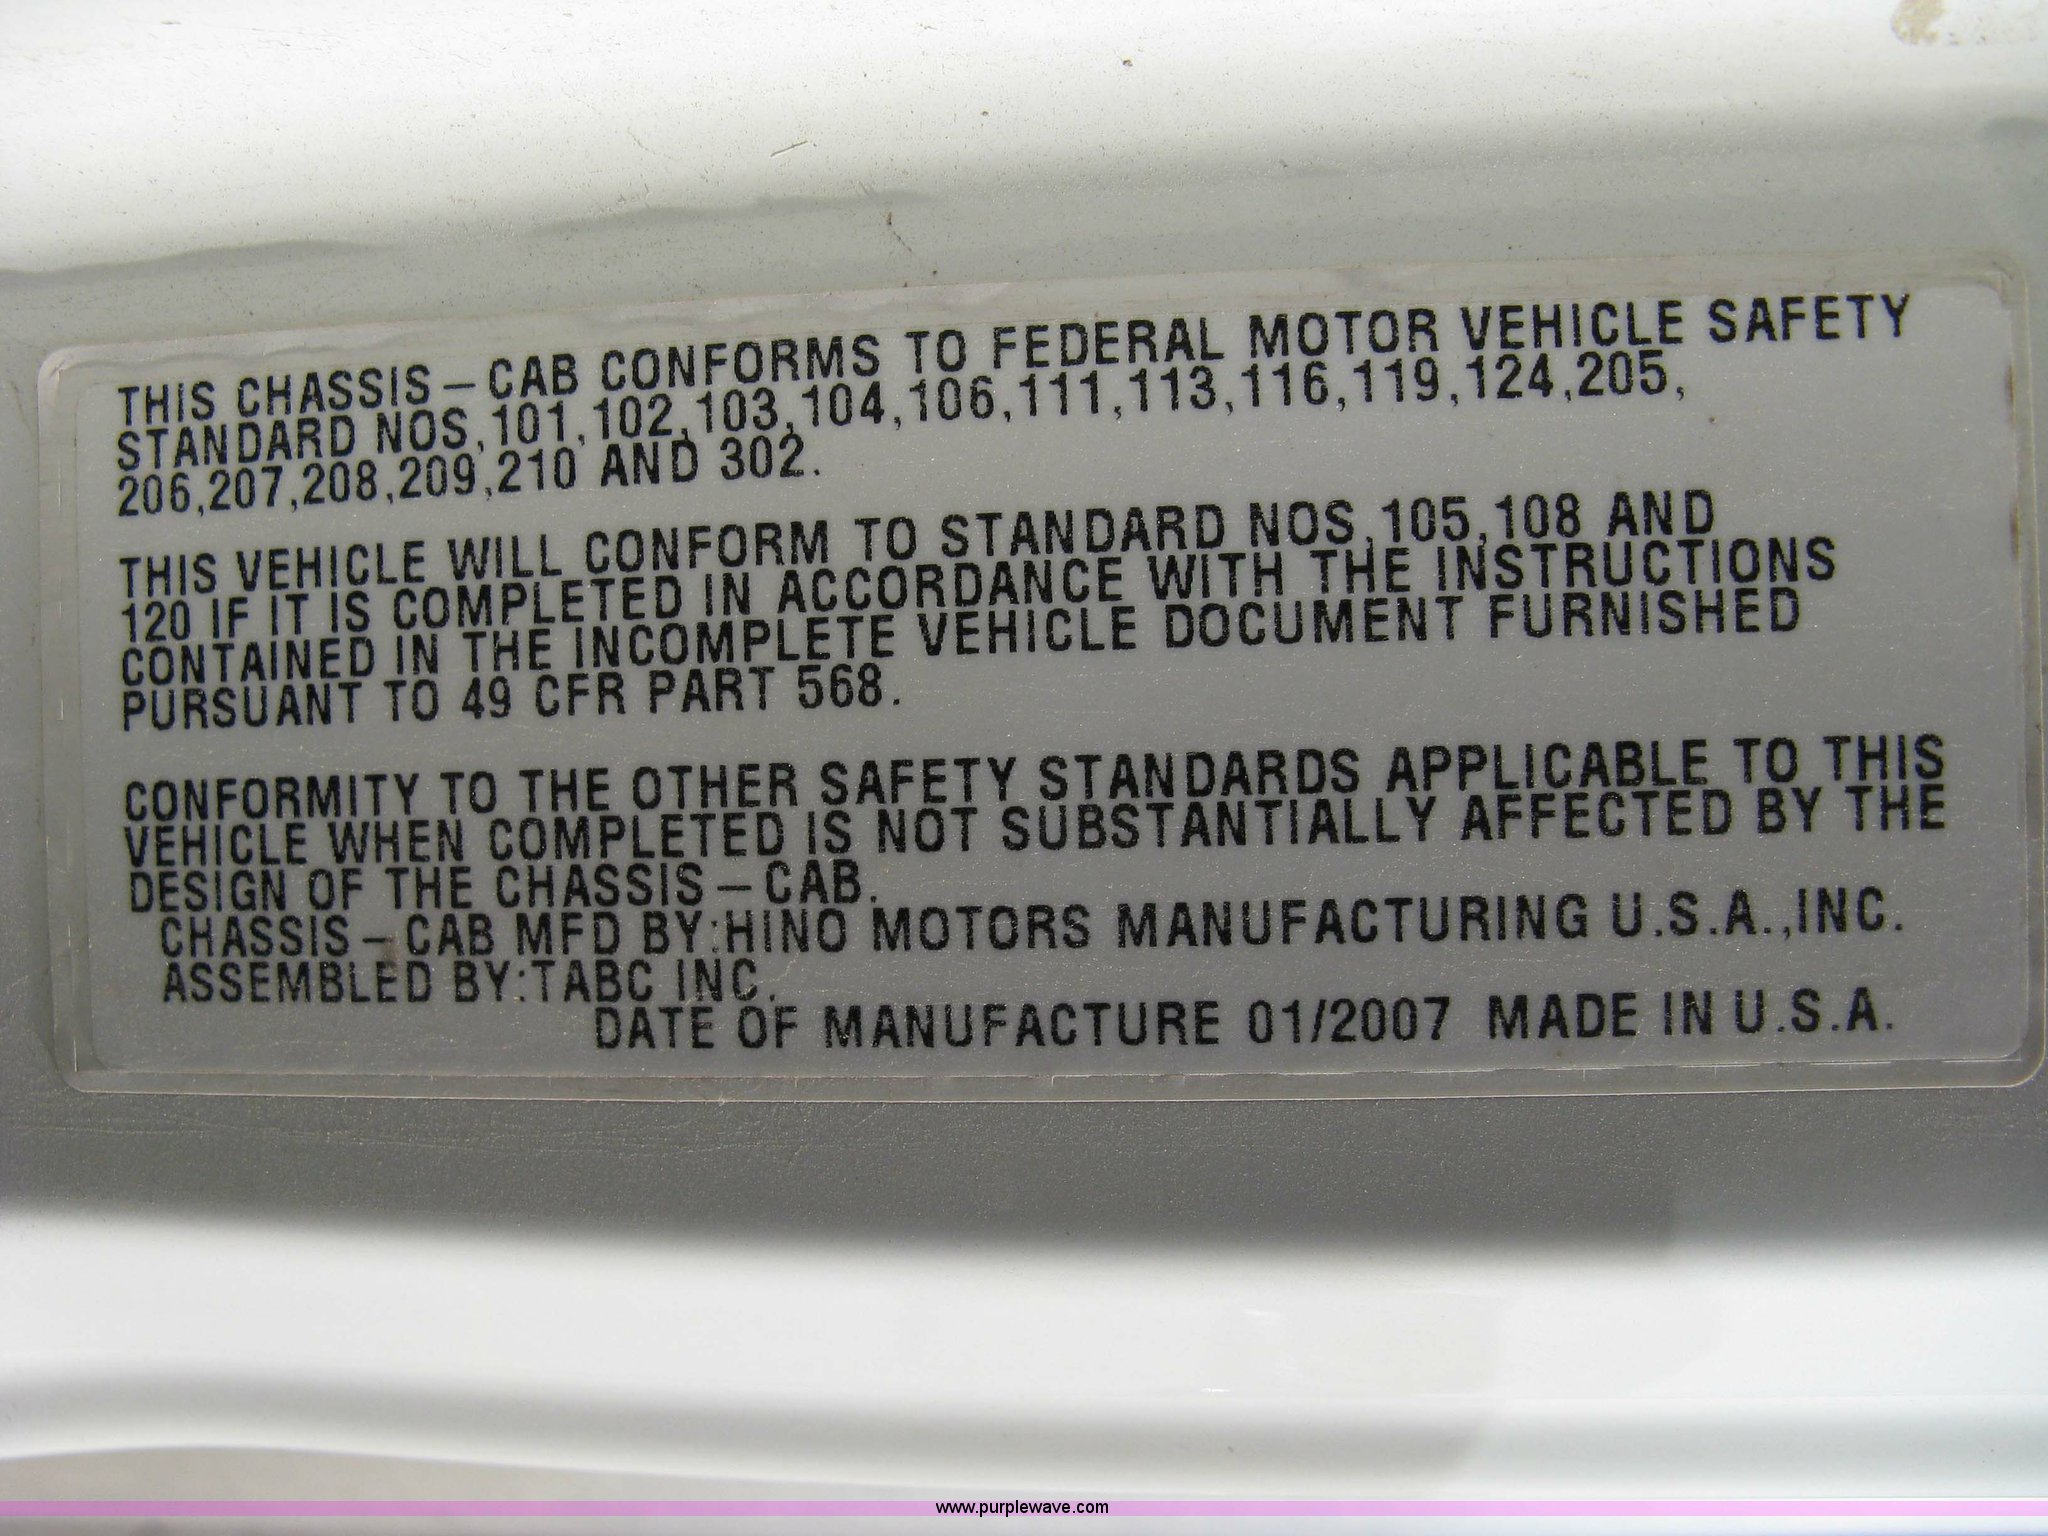 THIS CHASSIS–CAB CONFORMS TO FEDERAL MOTOR VEHICLE SAFETY
STANDARD NOS,101,102,103,104,106,111,113,116,119,124,205,
206,207,208,209,210 AND 302.
THIS VEHICLE WILL CONFORM TO STANDARD NOS,105,108 AND
120 IF IT IS COMPLETED IN ACCORDANCE WITH THE INSTRUCTIONS
CONTAINED IN THE INCOMPLETE VEHICLE DOCUMENT FURNISHED
PURSUANT TO 49 CFR PART 568.
CONFORMITY TO THE OTHER SAFETY STANDARDS APPLICABLE TO THIS
VEHICLE WHEN COMPLETED IS NOT SUBSTANTIALLY AFFECTED BY THE
DESIGN OF THE CHASSIS–CAB.
CHASSIS–CAB MFD BY:HINO MOTORS MANUFACTURING U.S.A.,INC.
ASSEMBLED BY:TABC INC.
DATE OF MANUFACTURE 01/2007 MADE IN U.S.A.
www.purplewave.com